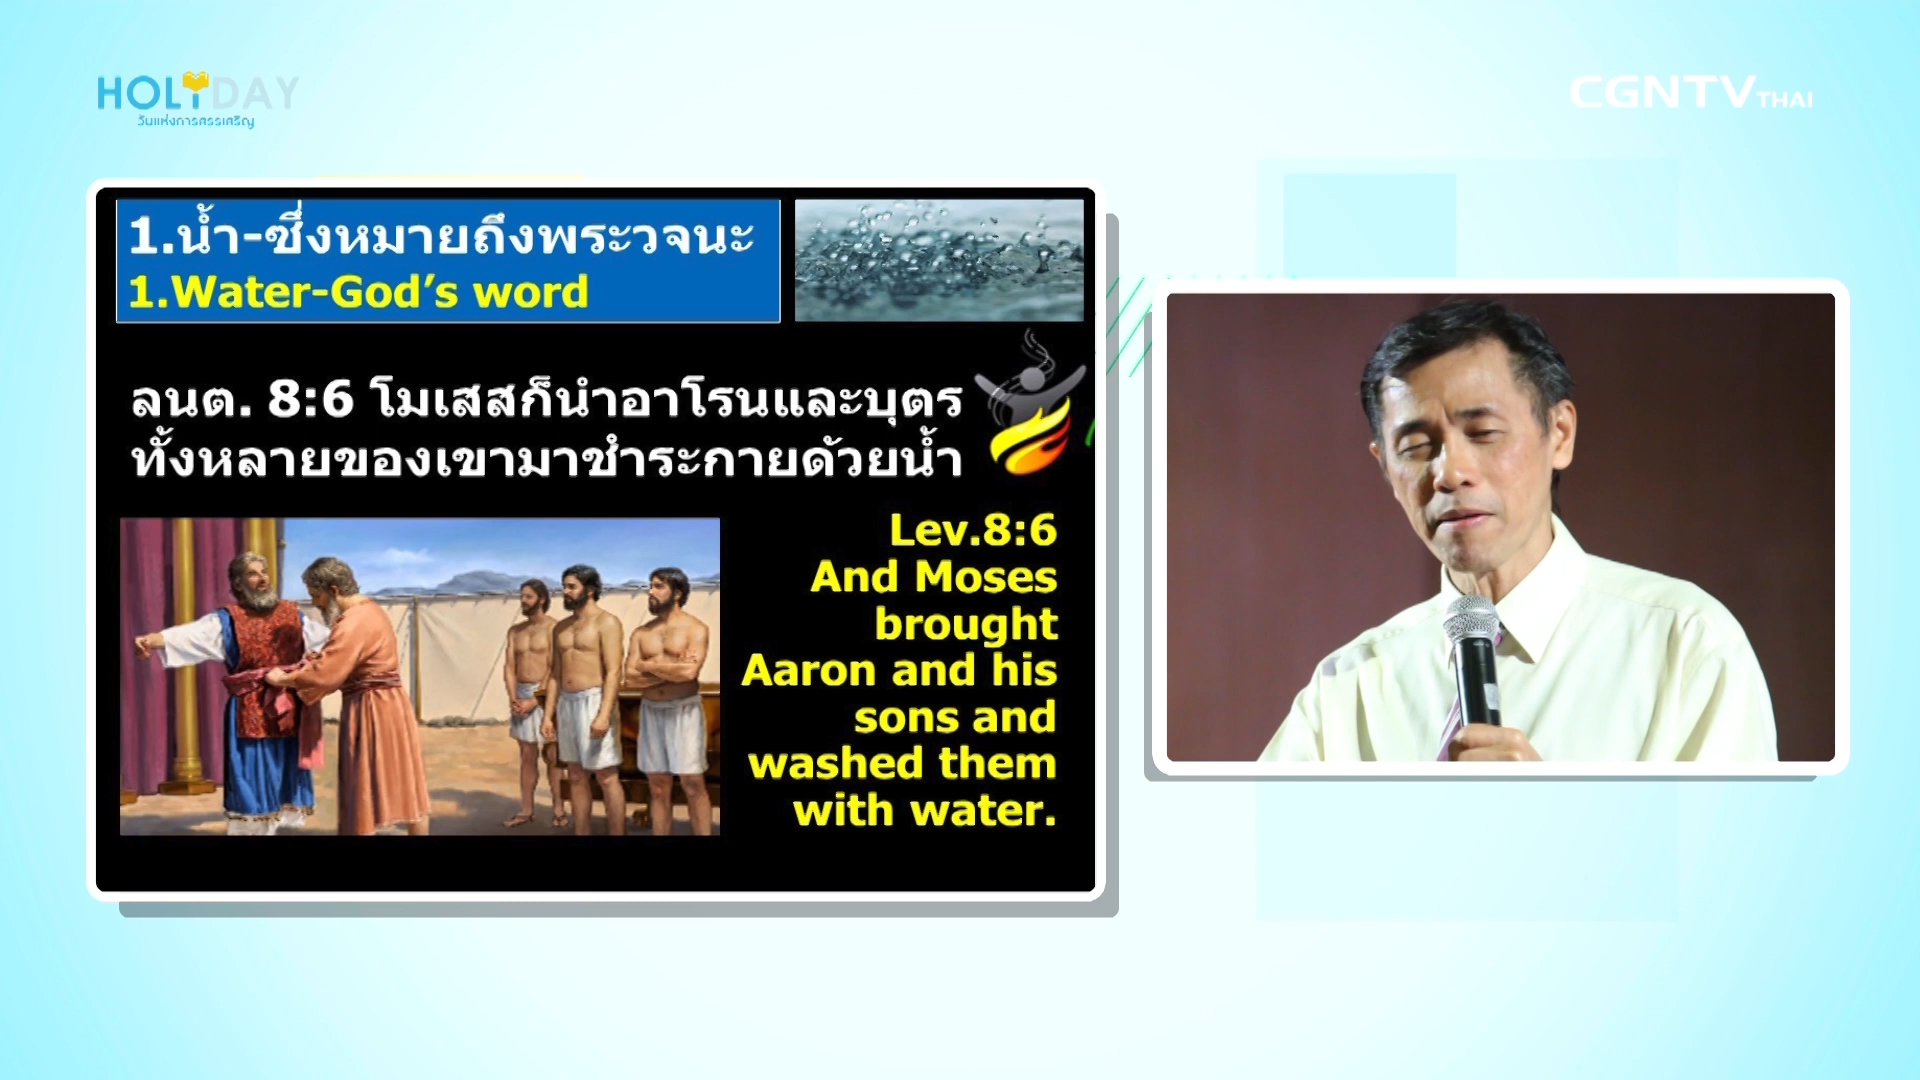 HOLYDAY
วันแห่งการสรรเสริญ
CGNTV THAI
1.น้ำ-ซึ่งหมายถึงพระวจนะ
1.Water-God’s word
ลนต. 8:6 โมเสสก็นำอาโรนและบุตร
ทั้งหลายของเขามาชำระกายด้วยน้ำ
Lev.8:6
And Moses
brought
Aaron and his
sons and
washed them
with water.